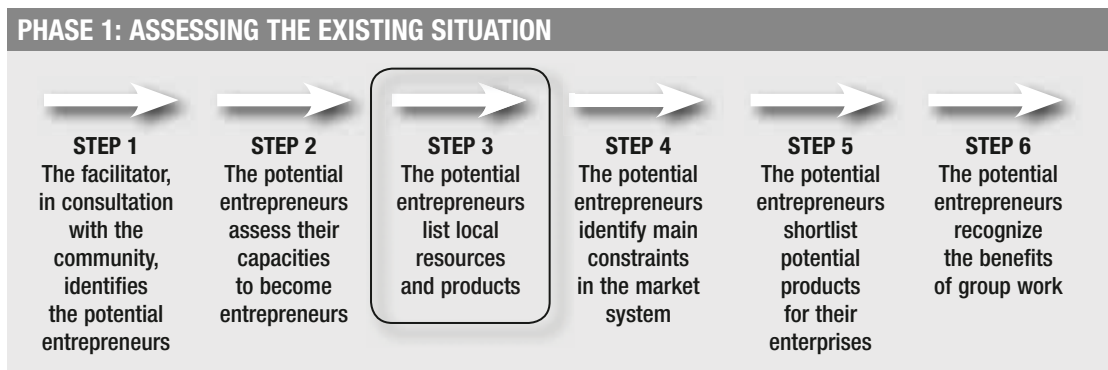 PHASE 1: ASSESSING THE EXISTING SITUATION
STEP 1
The facilitator,
in consultation
with the
community,
identifies
the potential
entrepreneurs
STEP 2
The potential
entrepreneurs
assess their
capacities
to become
entrepreneurs
STEP 3
The potential
entrepreneurs
list local
resources
and products
STEP 4
The potential
entrepreneurs
identify main
constraints
in the market
system
STEP 5
The potential
entrepreneurs
shortlist
potential
products
for their
enterprises
STEP 6
The potential
entrepreneurs
recognize
the benefits
of group work